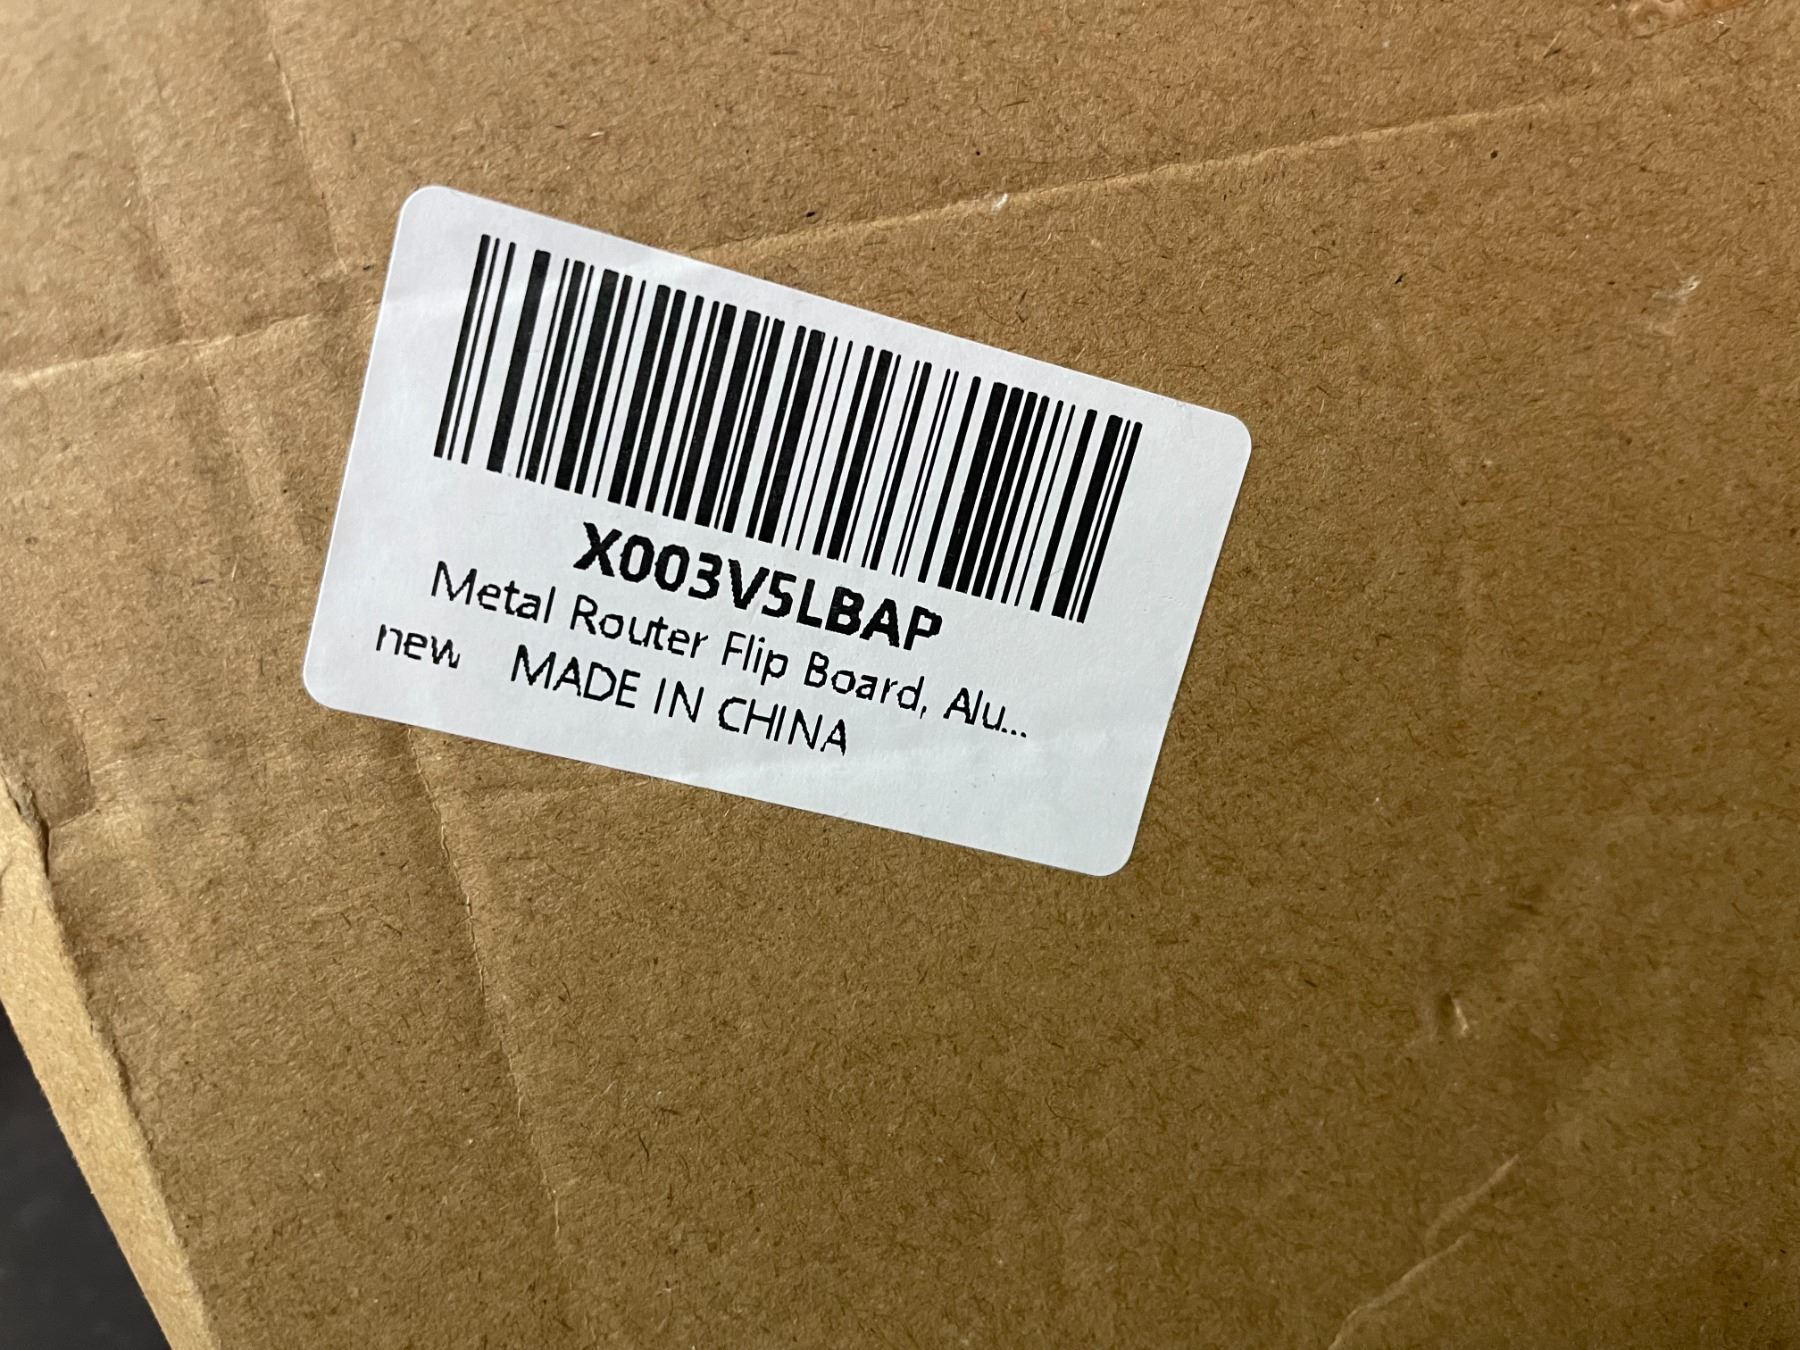 X003V5LBAP
Metal Router Flip Board, Alu...
new MADE IN CHINA